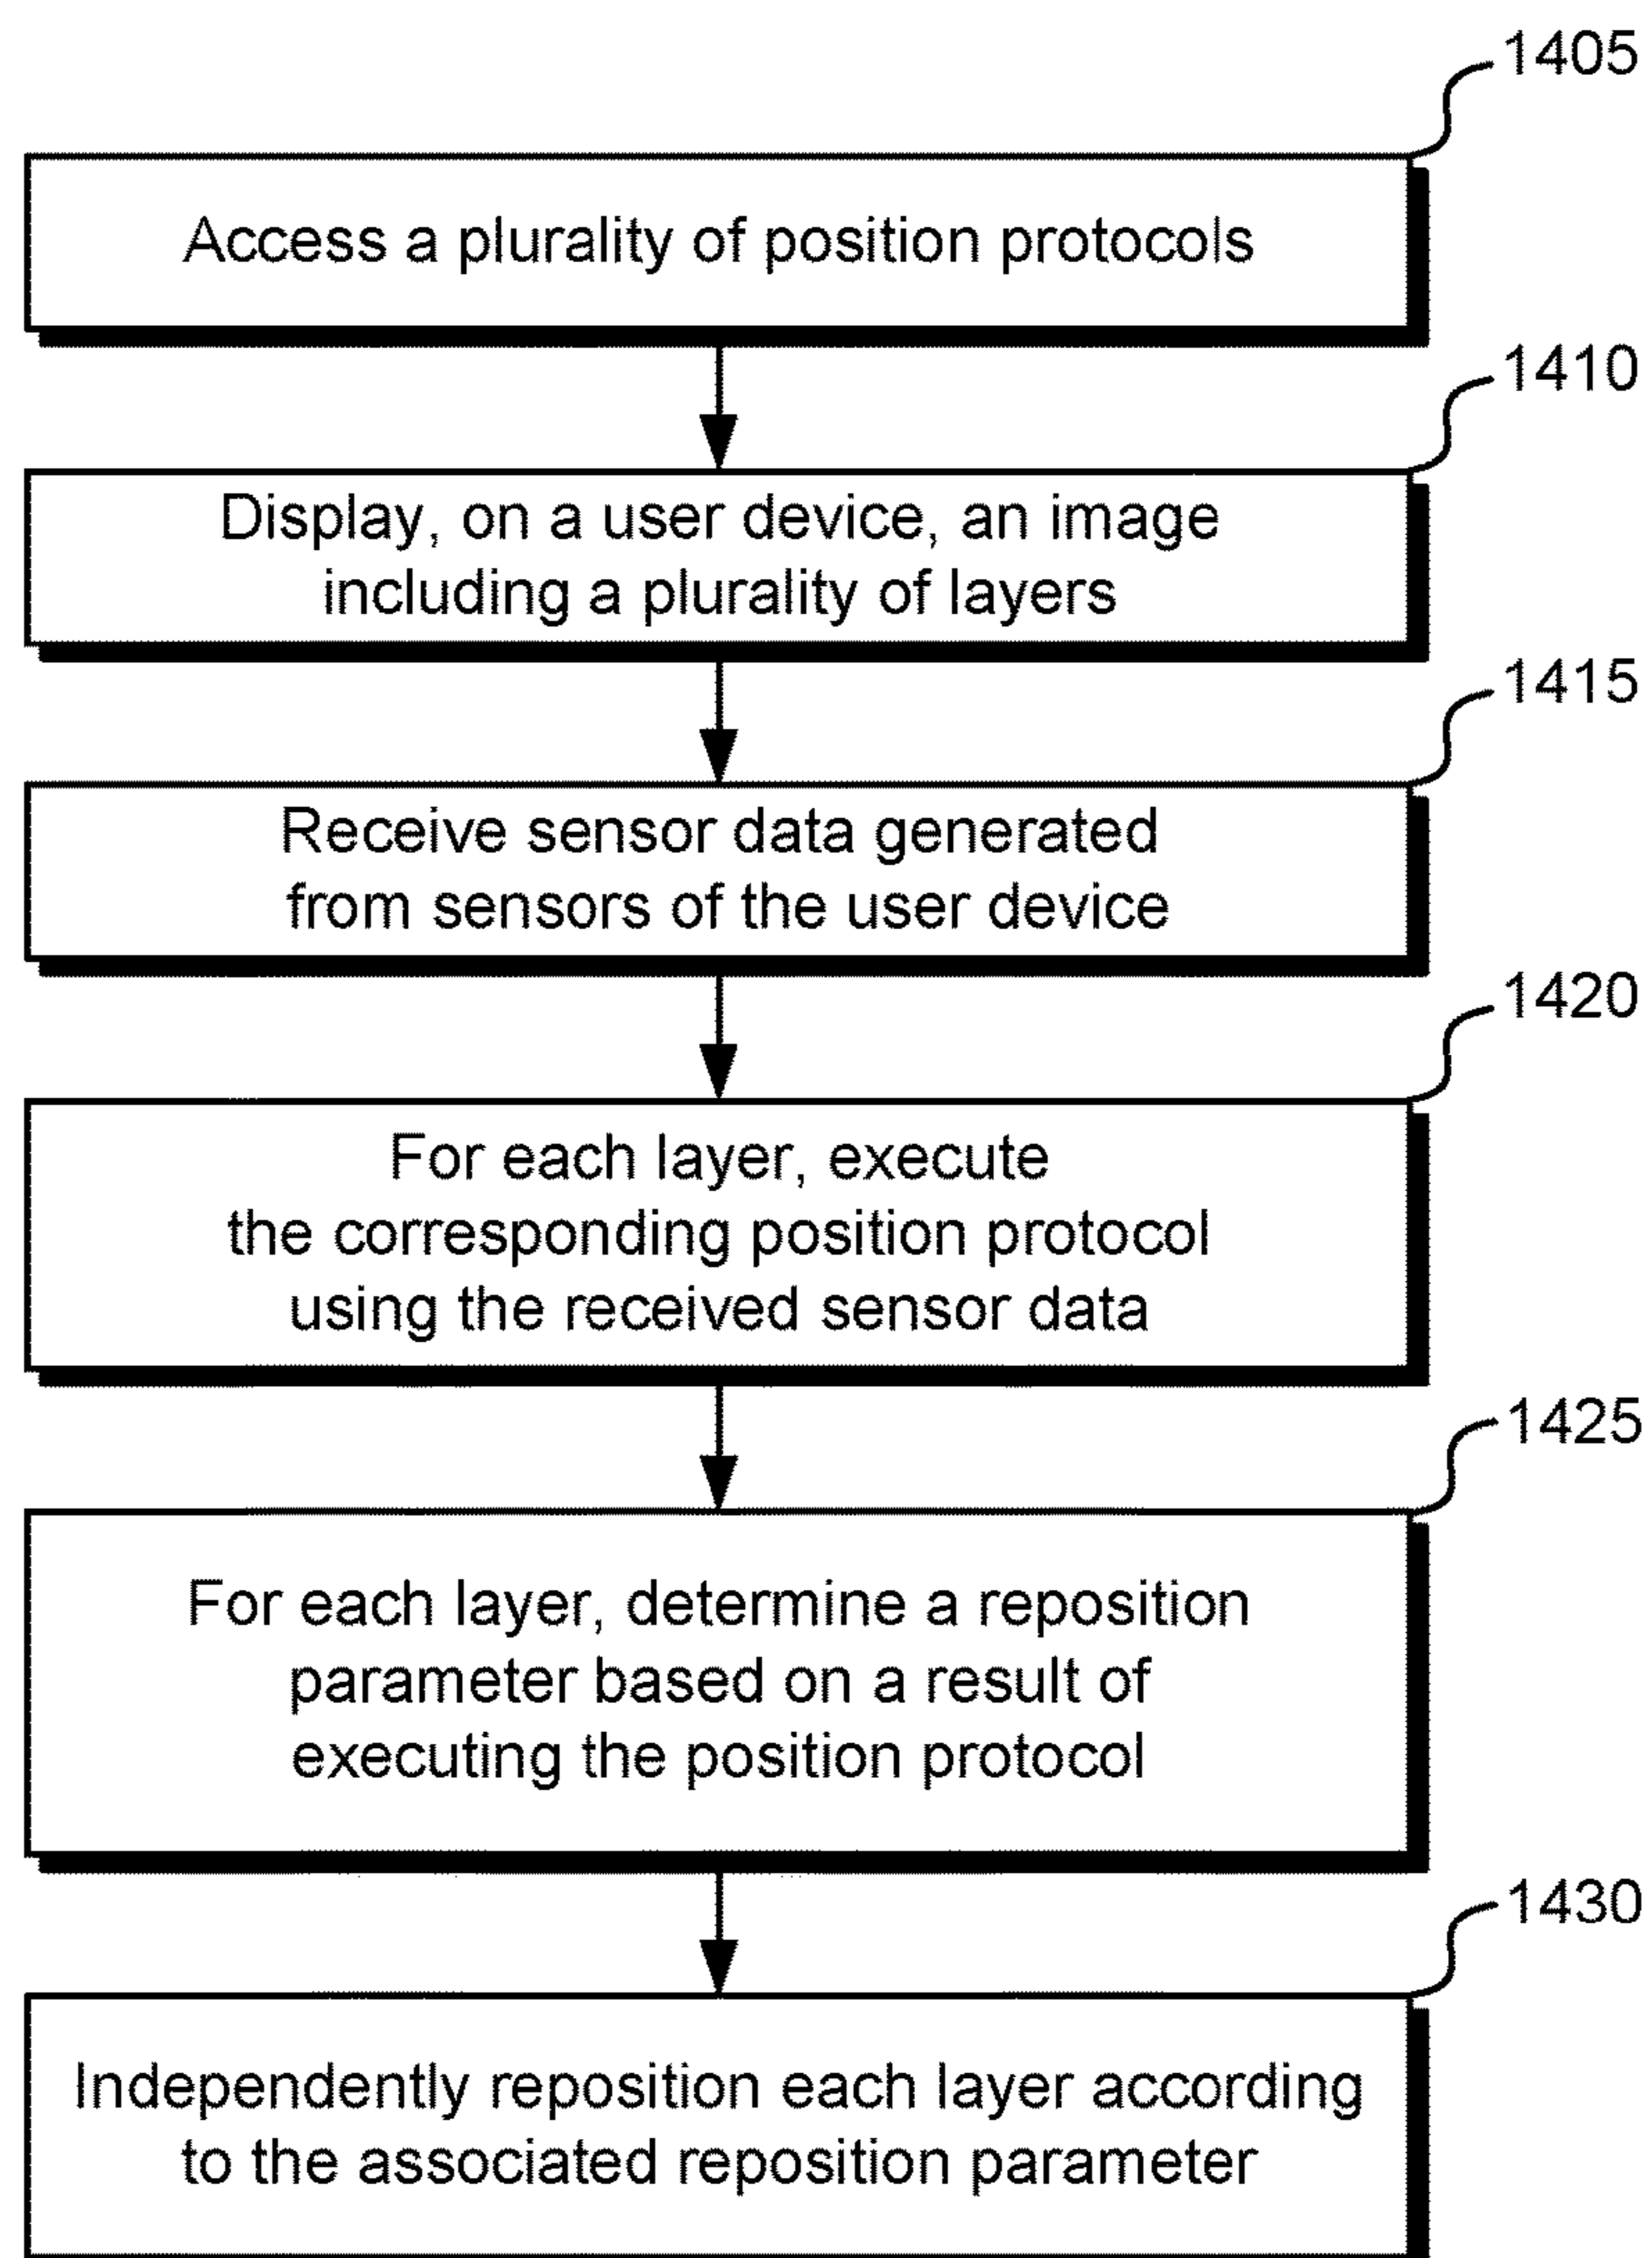 1405
Access a plurality of position protocols
1410
Display, on a user device, an image
including a plurality of layers
1415
Receive sensor data generated
from sensors of the user device
1420
For each layer, execute
the corresponding position protocol
using the received sensor data
1425
For each layer, determine a reposition
parameter based on a result of
executing the position protocol
1430
Independently reposition each layer according
to the associated reposition parameter